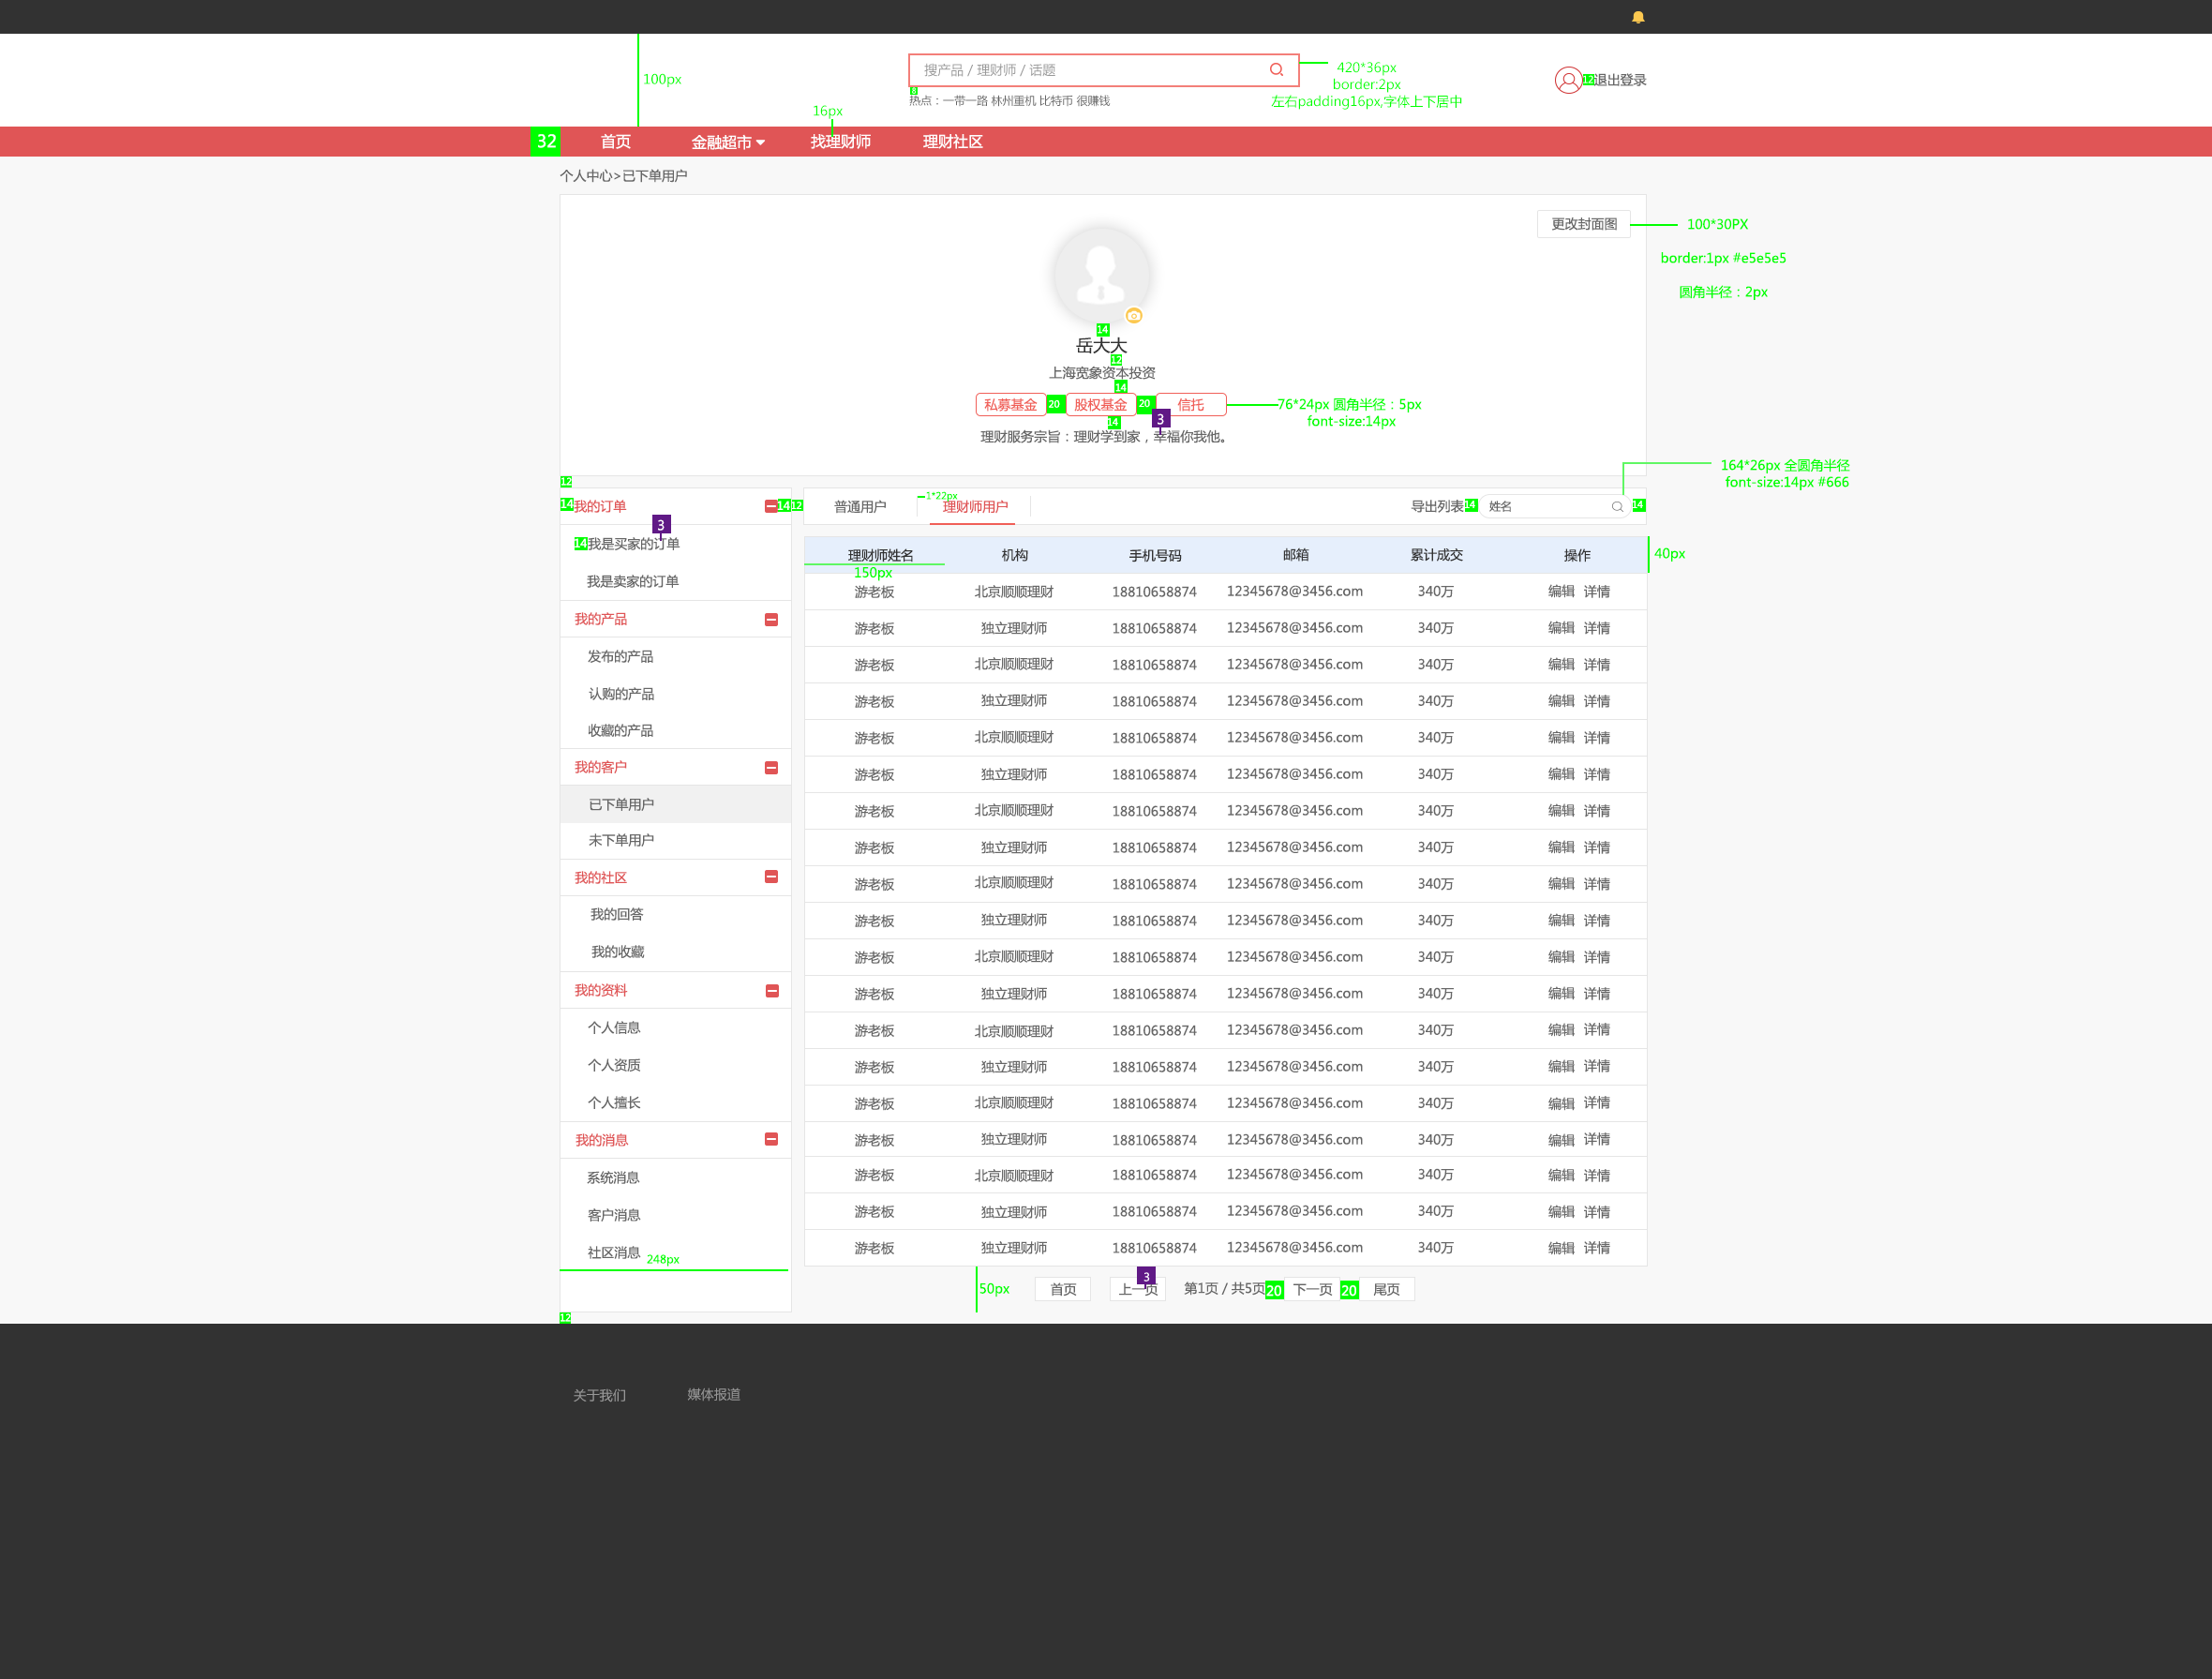 100px
搜产品 / 理财师 / 话题
420*36px
border:2px
左右padding16px,字体上下居中
8
热点：一带一路 林州重机 比特币 很赚钱
12
退出登录
16px
32
首页 金融超市 找理财师 理财社区
个人中心>已下单用户
更改封面图
100*30PX
border:1px #e5e5e5
圆角半径：2px
14
岳大大
12
上海宽象资本投资
14
私募基金 20 股权基金 20 信托
76*24px 圆角半径：5px
font-size:14px
3
14
理财服务宗旨：理财学到家，幸福你我他。
164*26px 全圆角半径
font-size:14px #666
12
14 我的订单 14 12
3
14 我是买家的订单
我是卖家的订单
我的产品
发布的产品
认购的产品
收藏的产品
我的客户
已下单用户
未下单用户
我的社区
我的回答
我的收藏
我的资料
个人信息
个人资质
个人擅长
我的消息
系统消息
客户消息
社区消息
248px
12
普通用户 1*22px 理财师用户 导出列表 14 姓名 14
理财师姓名 机构 手机号码 邮箱 累计成交 操作
40px
150px
游老板 北京顺顺理财 18810658874 12345678@3456.com 340万 编辑 详情
游老板 独立理财师 18810658874 12345678@3456.com 340万 编辑 详情
游老板 北京顺顺理财 18810658874 12345678@3456.com 340万 编辑 详情
游老板 独立理财师 18810658874 12345678@3456.com 340万 编辑 详情
游老板 北京顺顺理财 18810658874 12345678@3456.com 340万 编辑 详情
游老板 独立理财师 18810658874 12345678@3456.com 340万 编辑 详情
游老板 北京顺顺理财 18810658874 12345678@3456.com 340万 编辑 详情
游老板 独立理财师 18810658874 12345678@3456.com 340万 编辑 详情
游老板 北京顺顺理财 18810658874 12345678@3456.com 340万 编辑 详情
游老板 独立理财师 18810658874 12345678@3456.com 340万 编辑 详情
游老板 北京顺顺理财 18810658874 12345678@3456.com 340万 编辑 详情
游老板 独立理财师 18810658874 12345678@3456.com 340万 编辑 详情
游老板 北京顺顺理财 18810658874 12345678@3456.com 340万 编辑 详情
游老板 独立理财师 18810658874 12345678@3456.com 340万 编辑 详情
游老板 北京顺顺理财 18810658874 12345678@3456.com 340万 编辑 详情
游老板 独立理财师 18810658874 12345678@3456.com 340万 编辑 详情
游老板 北京顺顺理财 18810658874 12345678@3456.com 340万 编辑 详情
游老板 独立理财师 18810658874 12345678@3456.com 340万 编辑 详情
游老板 独立理财师 18810658874 12345678@3456.com 340万 编辑 详情
3
50px 首页 上一页 第1页 / 共5页 20 下一页 20 尾页
关于我们 媒体报道